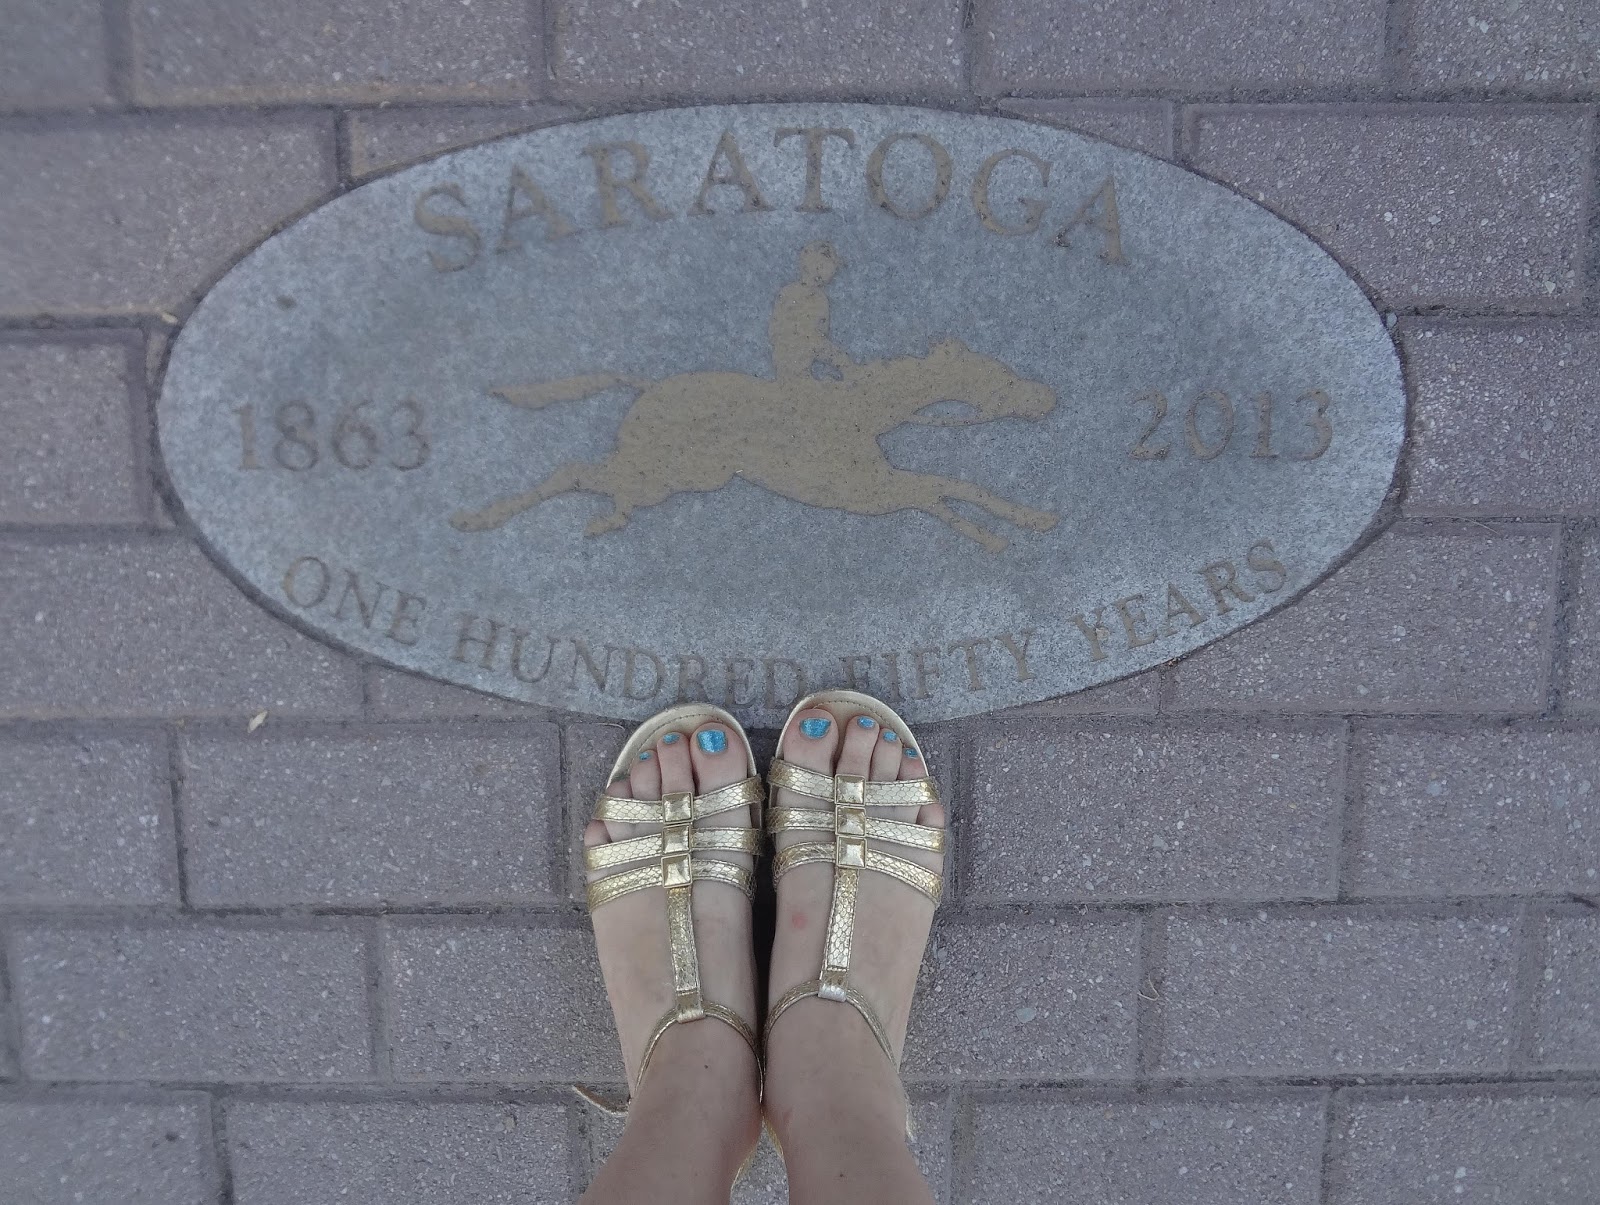 SARATOGA
1863 2013
ONE HUNDRED FIFTY YEARS